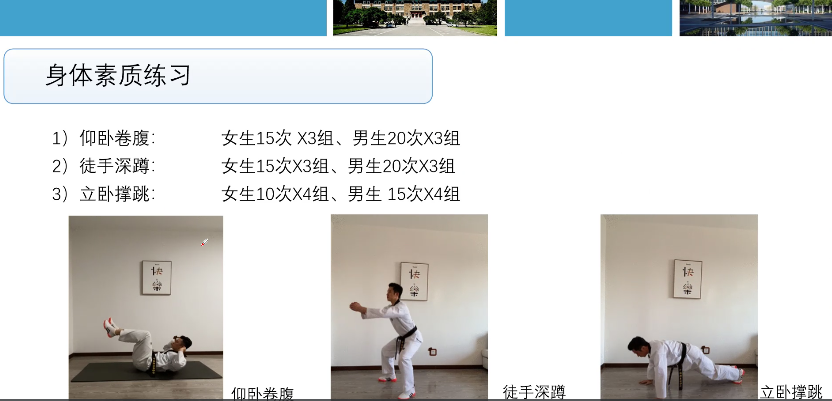 身体素质练习
1）仰卧卷腹： 女生15次 X3组、男生20次X3组
2）徒手深蹲： 女生15次X3组、男生20次X3组
3）立卧撑跳： 女生10次X4组、男生 15次X4组
快
乐
快
樂
快
樂
仰卧卷腹
徒手深蹲
立卧撑跳